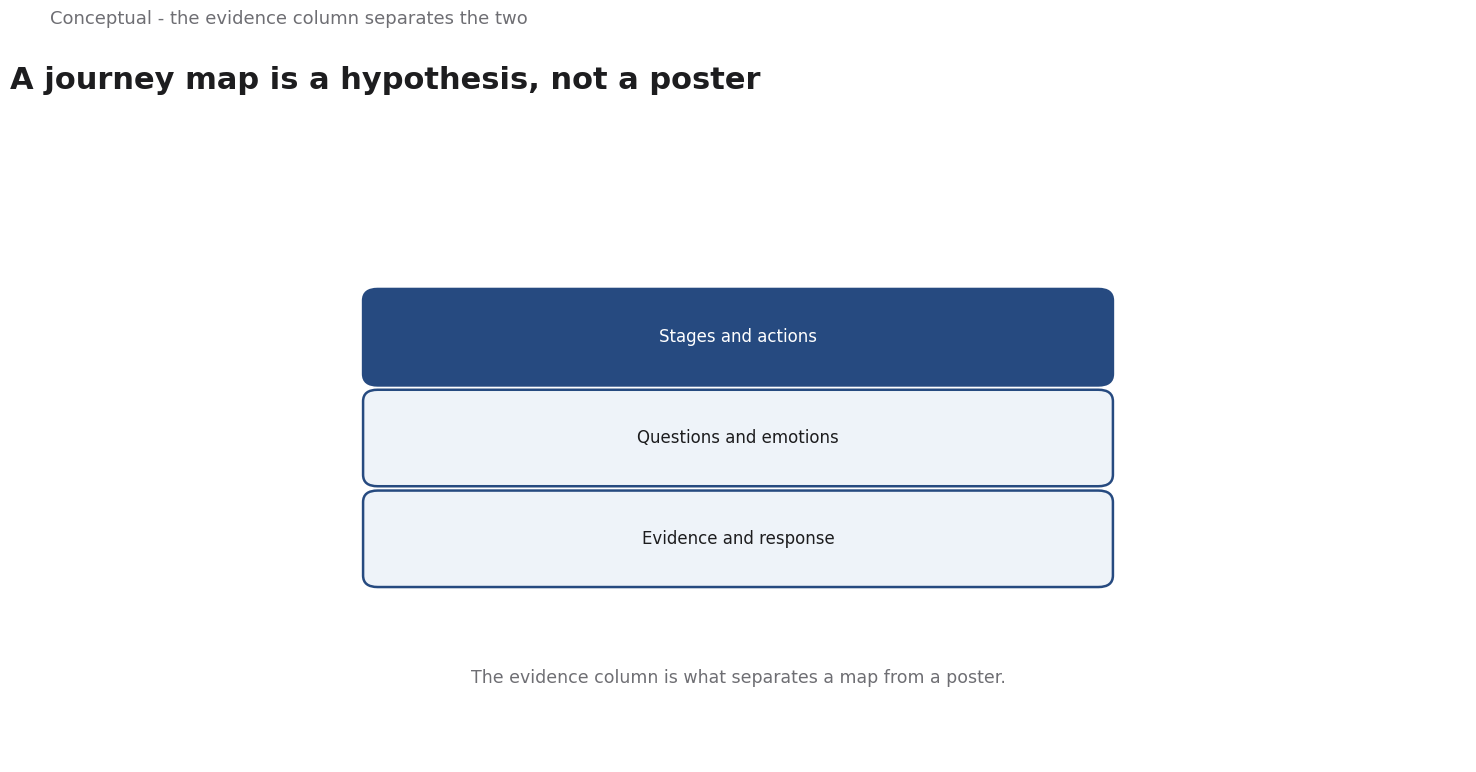 Conceptual - the evidence column separates the two
A journey map is a hypothesis, not a poster
Stages and actions
Questions and emotions
Evidence and response
The evidence column is what separates a map from a poster.